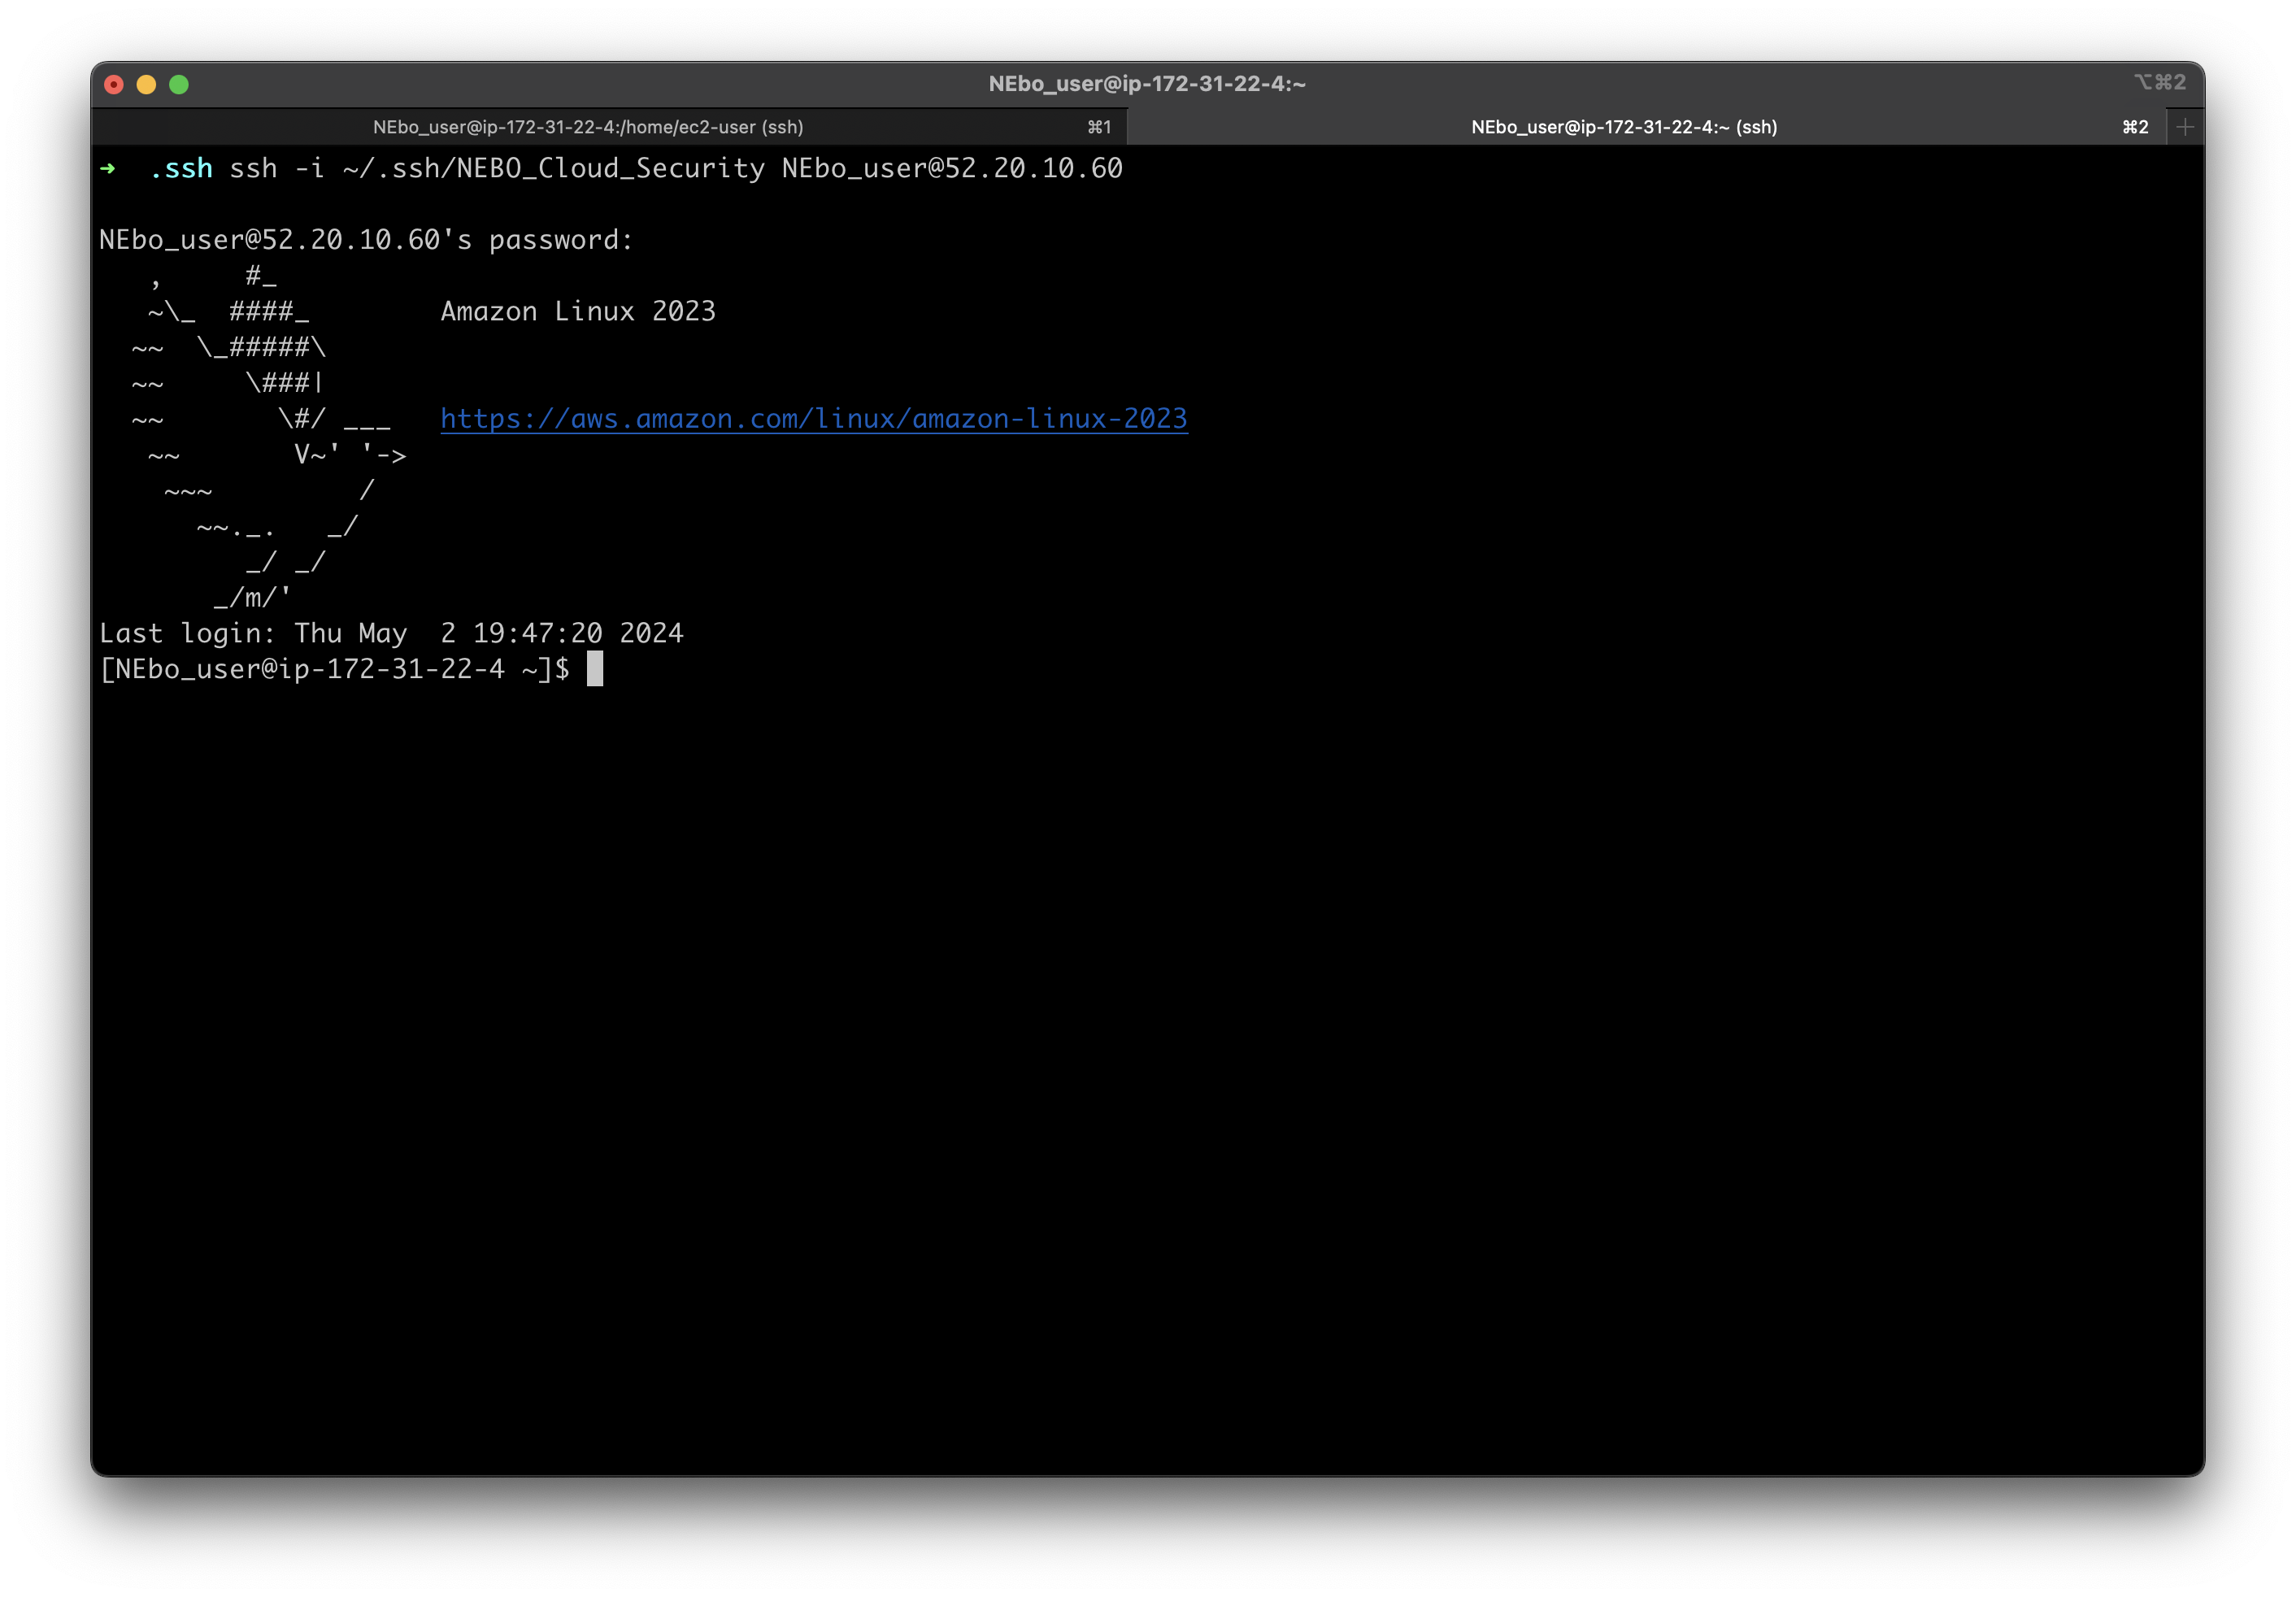 NEbo_user@ip-172-31-22-4:~ ⌥⌘2
NEbo_user@ip-172-31-22-4:/home/ec2-user (ssh) ⌘1 NEbo_user@ip-172-31-22-4:~ (ssh) ⌘2 +
➜  .ssh ssh -i ~/.ssh/NEBO_Cloud_Security NEbo_user@52.20.10.60
NEbo_user@52.20.10.60's password:
   ,     #_
   ~\_  ####_        Amazon Linux 2023
  ~~  \_#####\
  ~~     \###|
  ~~       \#/ ___   https://aws.amazon.com/linux/amazon-linux-2023
   ~~       V~' '->
    ~~~         /
      ~~._.   _/
         _/ _/
       _/m/'
Last login: Thu May  2 19:47:20 2024
[NEbo_user@ip-172-31-22-4 ~]$